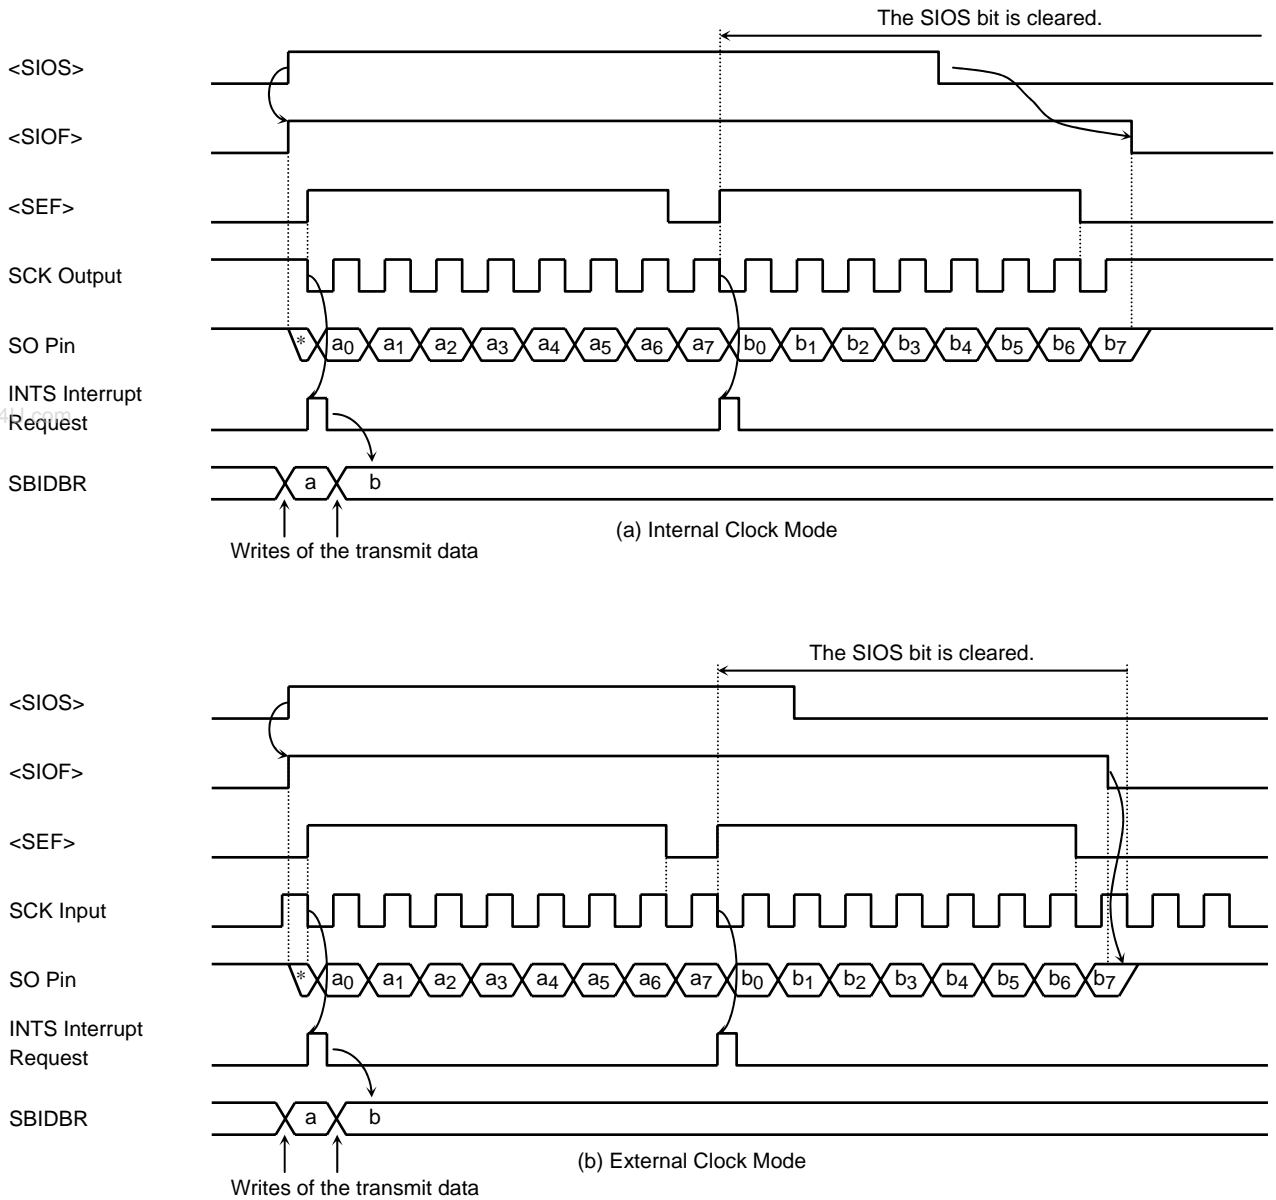 The SIOS bit is cleared.
<SIOS>
<SIOF>
<SEF>
SCK Output
SO Pin
* a0 a1 a2 a3 a4 a5 a6 a7 b0 b1 b2 b3 b4 b5 b6 b7
INTS Interrupt
4U.com
Request
SBIDBR
a b
(a) Internal Clock Mode
Writes of the transmit data
The SIOS bit is cleared.
<SIOS>
<SIOF>
<SEF>
SCK Input
SO Pin
* a0 a1 a2 a3 a4 a5 a6 a7 b0 b1 b2 b3 b4 b5 b6 b7
INTS Interrupt
Request
SBIDBR
a b
(b) External Clock Mode
Writes of the transmit data